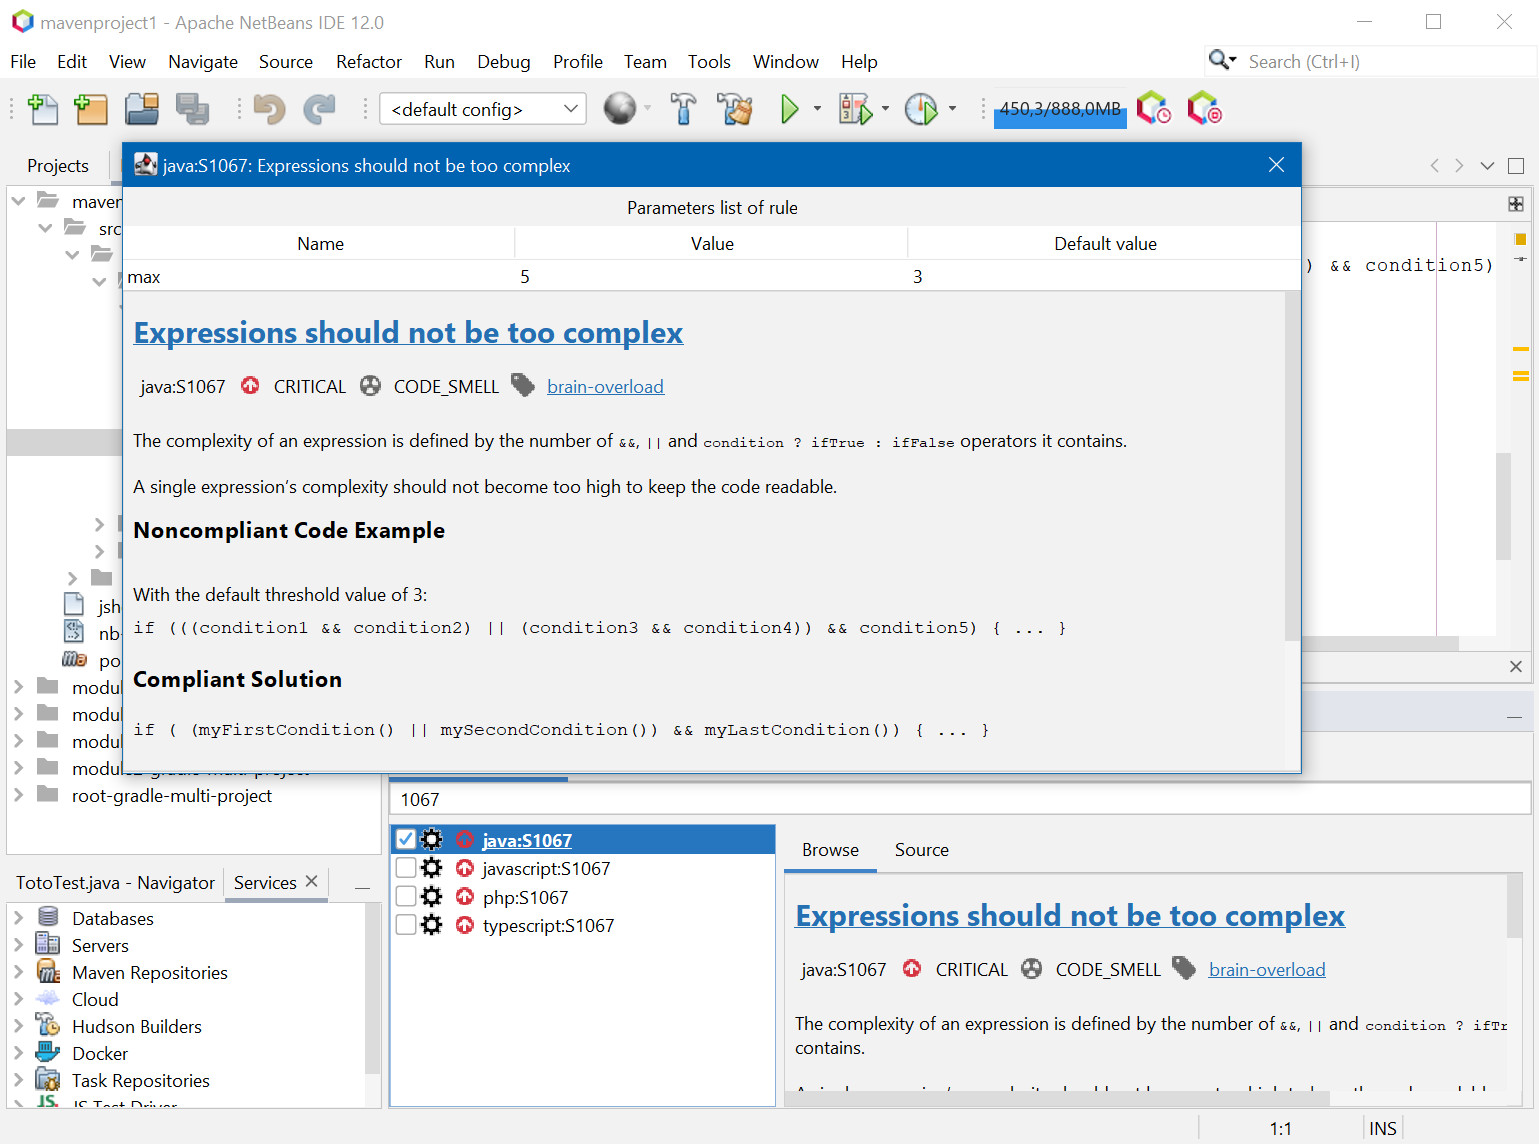 mavenproject1 - Apache NetBeans IDE 12.0
File Edit View Navigate Source Refactor Run Debug Profile Team Tools Window Help
Search (Ctrl+I)
<default config>
450,3/888,0MB
Projects
java:S1067: Expressions should not be too complex
Parameters list of rule
Name Value Default value
max 5 3
Expressions should not be too complex
java:S1067 CRITICAL CODE_SMELL brain-overload
The complexity of an expression is defined by the number of &&, || and condition ? ifTrue : ifFalse operators it contains.
A single expression's complexity should not become too high to keep the code readable.
Noncompliant Code Example
With the default threshold value of 3:
if (((condition1 && condition2) || (condition3 && condition4)) && condition5) { ... }
Compliant Solution
if ( (myFirstCondition() || mySecondCondition()) && myLastCondition()) { ... }
) && condition5)
maven
src
jsh
nb-
po
modul
modul
modul
module2-gradle-multi-project
root-gradle-multi-project
1067
java:S1067
javascript:S1067
php:S1067
typescript:S1067
Browse Source
Expressions should not be too complex
java:S1067 CRITICAL CODE_SMELL brain-overload
The complexity of an expression is defined by the number of &&, || and condition ? ifTr
contains.
TotoTest.java - Navigator Services
Databases
Servers
Maven Repositories
Cloud
Hudson Builders
Docker
Task Repositories
JS Test Driver
1:1 INS